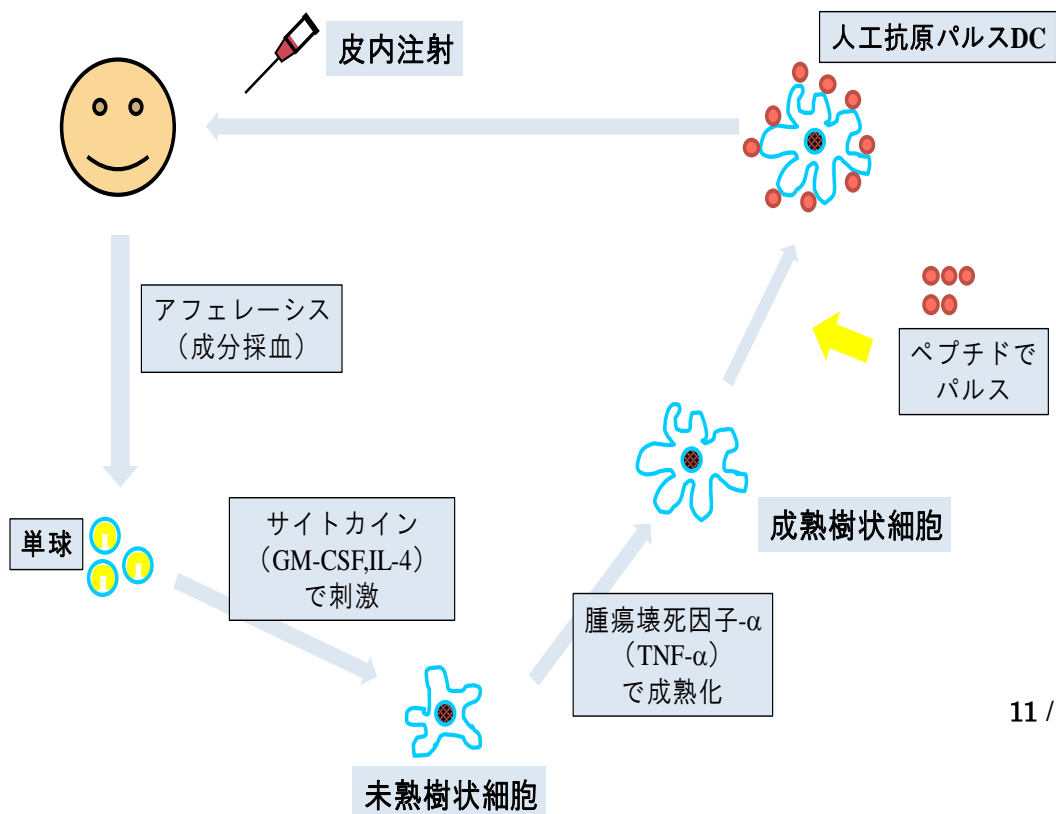 皮内注射
人工抗原パルスDC
アフェレーシス
（成分採血）
ペプチドで
パルス
成熟樹状細胞
単球
サイトカイン
（GM-CSF,IL-4）
で刺激
腫瘍壊死因子-α
（TNF-α）
で成熟化
未熟樹状細胞
11 /